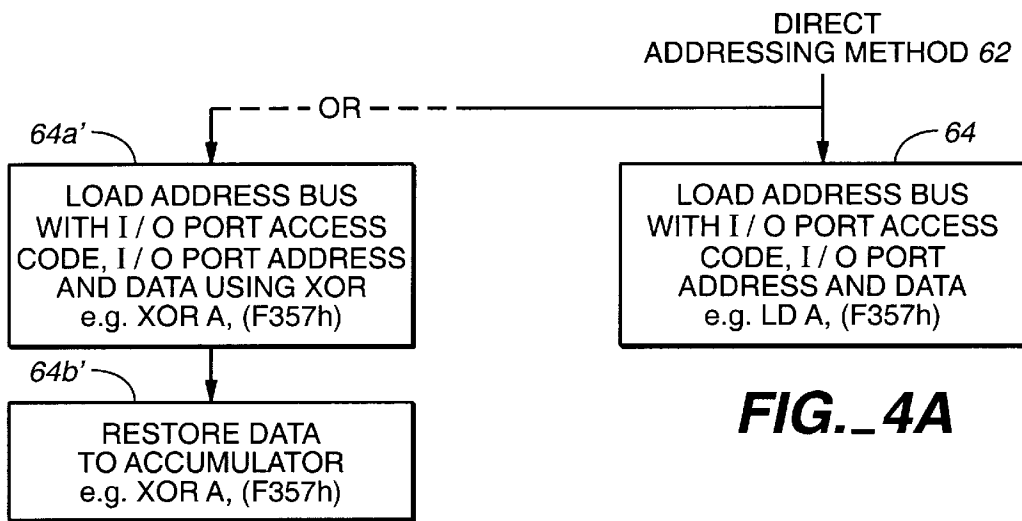 DIRECT
ADDRESSING METHOD 62
OR
64a'
LOAD ADDRESS BUS
WITH I / O PORT ACCESS
CODE, I / O PORT ADDRESS
AND DATA USING XOR
e.g. XOR A, (F357h)
64
LOAD ADDRESS BUS
WITH I / O PORT ACCESS
CODE, I / O PORT
ADDRESS AND DATA
e.g. LD A, (F357h)
64b'
RESTORE DATA
TO ACCUMULATOR
e.g. XOR A, (F357h)
FIG._4A